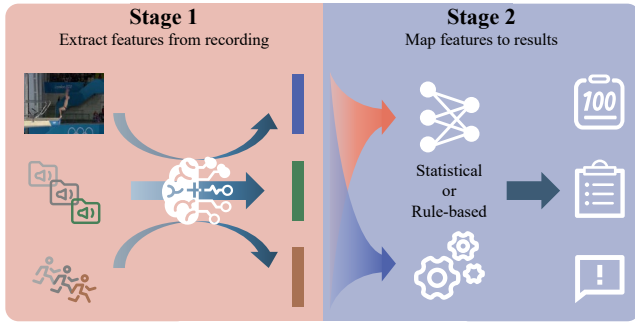 Stage 1
Extract features from recording
Stage 2
Map features to results
100
Statistical
or
Rule-based
!